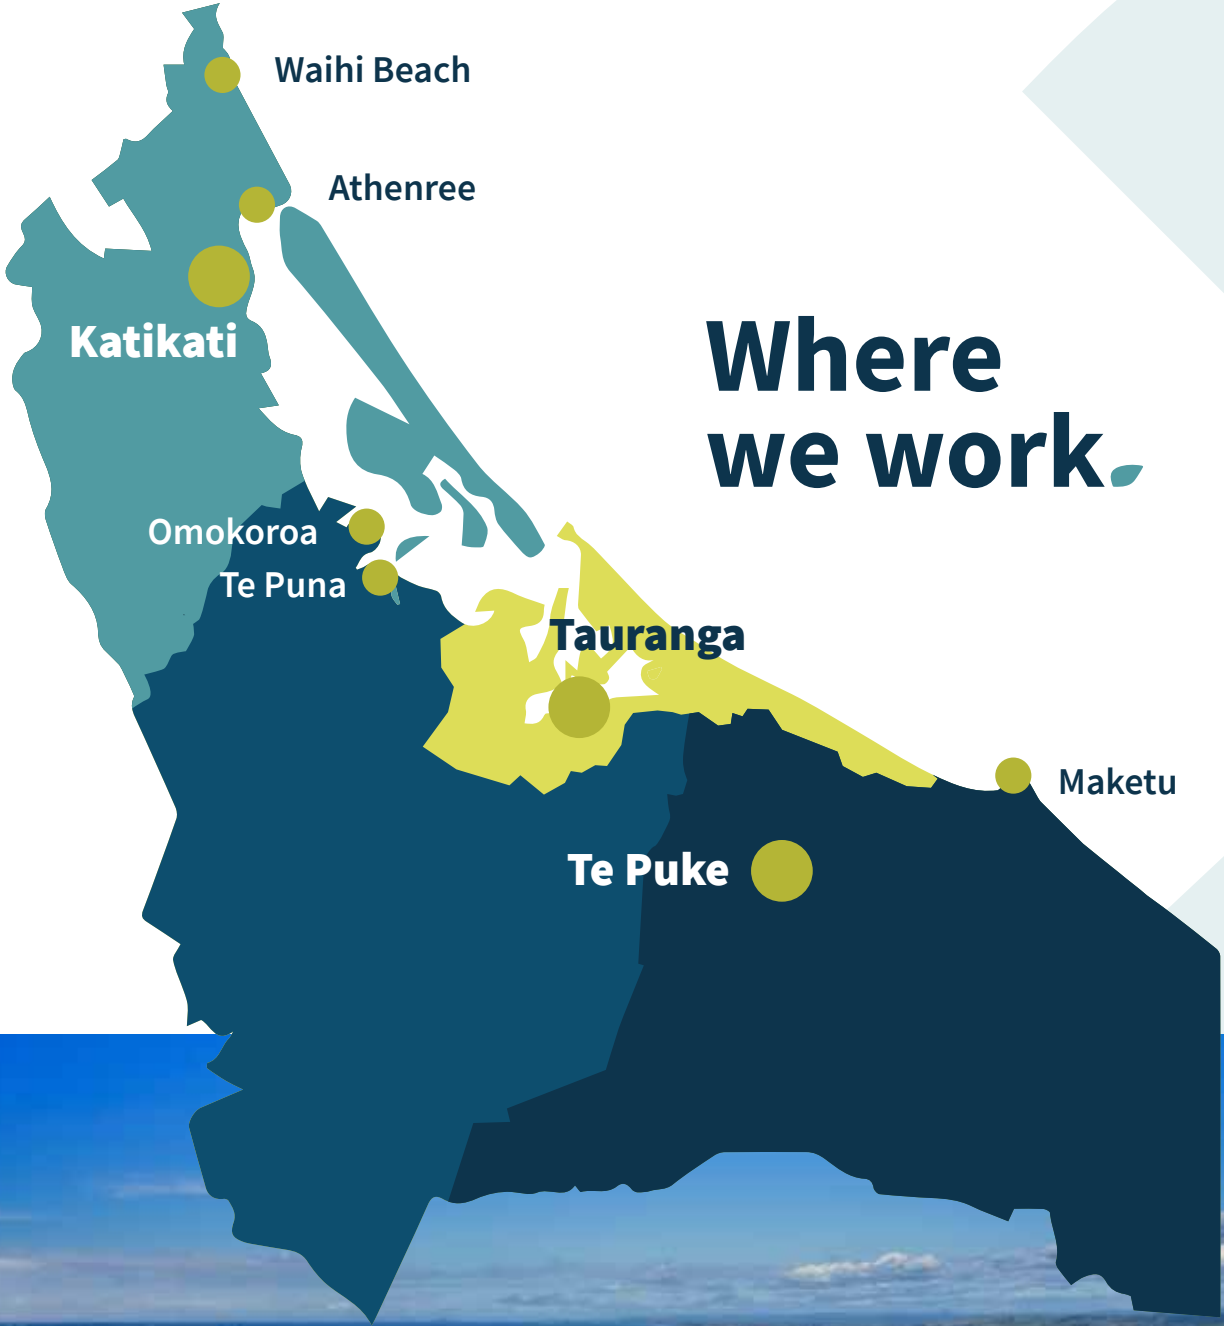 Waihi Beach
Athenree
Katikati
Where
we work
Omokoroa
Te Puna
Tauranga
Maketu
Te Puke